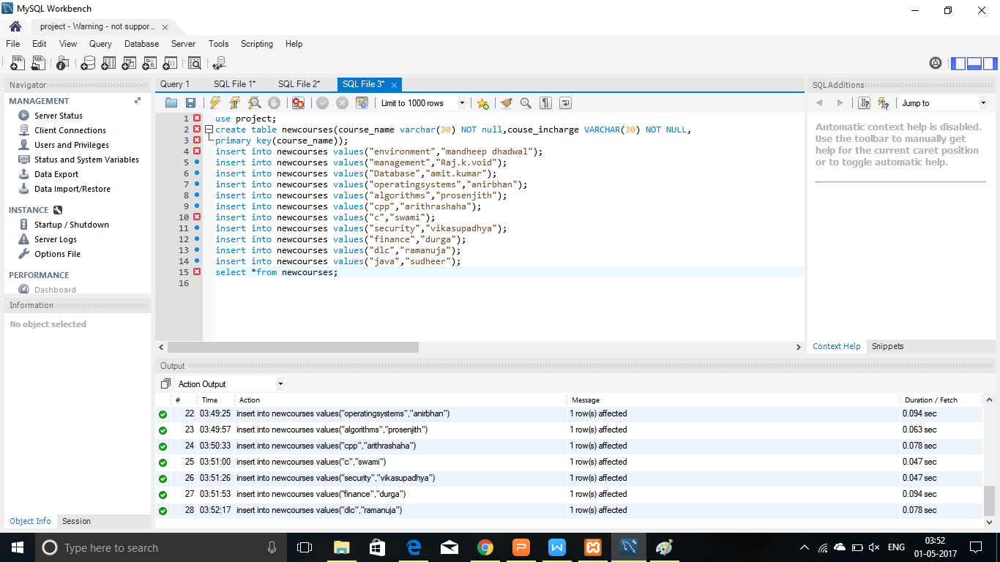 MySQL Workbench
project - Warning - not suppor...
File Edit View Query Database Server Tools Scripting Help
Navigator
MANAGEMENT
Server Status
Client Connections
Users and Privileges
Status and System Variables
Data Export
Data Import/Restore
INSTANCE
Startup / Shutdown
Server Logs
Options File
PERFORMANCE
Dashboard
Information
No object selected
Object Info Session
Query 1 SQL File 1* SQL File 2* SQL File 3*
Limit to 1000 rows
1 use project;
2 create table newcourses(course_name varchar(30) NOT null,couse_incharge VARCHAR(30) NOT NULL,
3 primary key(course_name));
4 insert into newcourses values("environment","mandheep dhadwal");
5 insert into newcourses values("management","Raj.k.void");
6 insert into newcourses values("Database","amit.kumar");
7 insert into newcourses values("operatingsystems","anirbhan");
8 insert into newcourses values("algorithms","prosenjith");
9 insert into newcourses values("cpp","arithrashaha");
10 insert into newcourses values("c","swami");
11 insert into newcourses values("security","vikasupadhya");
12 insert into newcourses values("finance","durga");
13 insert into newcourses values("dlc","ramanuja");
14 insert into newcourses values("java","sudheer");
15 select *from newcourses;
16
SQLAdditions
Jump to
Automatic context help is disabled.
Use the toolbar to manually get
help for the current caret position
or to toggle automatic help.
Context Help Snippets
Output
Action Output
# Time Action Message Duration / Fetch
22 03:49:25 insert into newcourses values("operatingsystems","anirbhan") 1 row(s) affected 0.094 sec
23 03:49:57 insert into newcourses values("algorithms","prosenjith") 1 row(s) affected 0.063 sec
24 03:50:33 insert into newcourses values("cpp","arithrashaha") 1 row(s) affected 0.078 sec
25 03:51:00 insert into newcourses values("c","swami") 1 row(s) affected 0.047 sec
26 03:51:26 insert into newcourses values("security","vikasupadhya") 1 row(s) affected 0.047 sec
27 03:51:53 insert into newcourses values("finance","durga") 1 row(s) affected 0.094 sec
28 03:52:17 insert into newcourses values("dlc","ramanuja") 1 row(s) affected 0.078 sec
Type here to search
ENG
03:52
01-05-2017